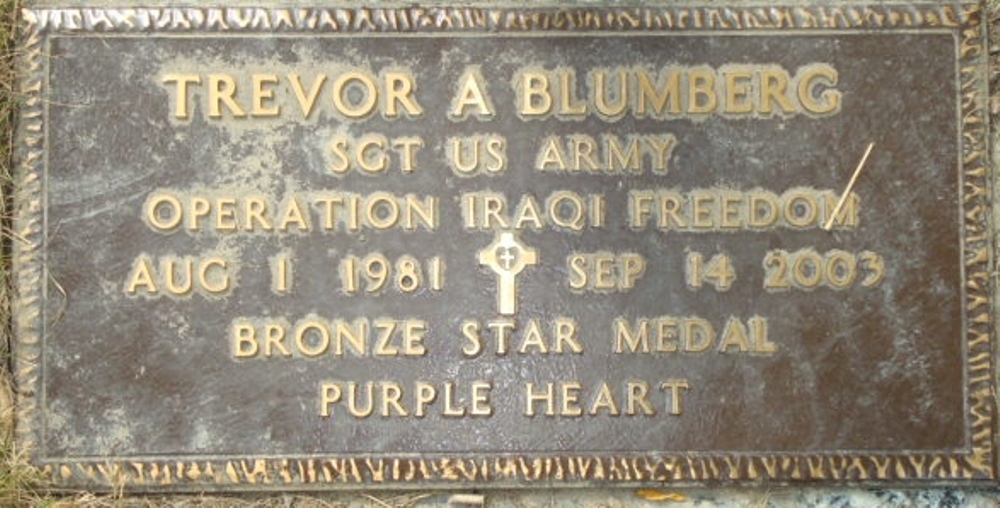 TREVOR A BLUMBERG
SGT US ARMY
OPERATION IRAQI FREEDOM
AUG 1 1981 SEP 14 2003
BRONZE STAR MEDAL
PURPLE HEART